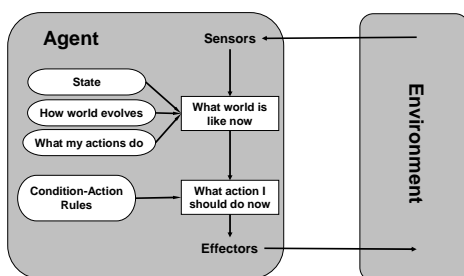 Agent
Sensors
State
How world evolves
What my actions do
What world is
like now
Condition-Action
Rules
What action I
should do now
Effectors
Environment